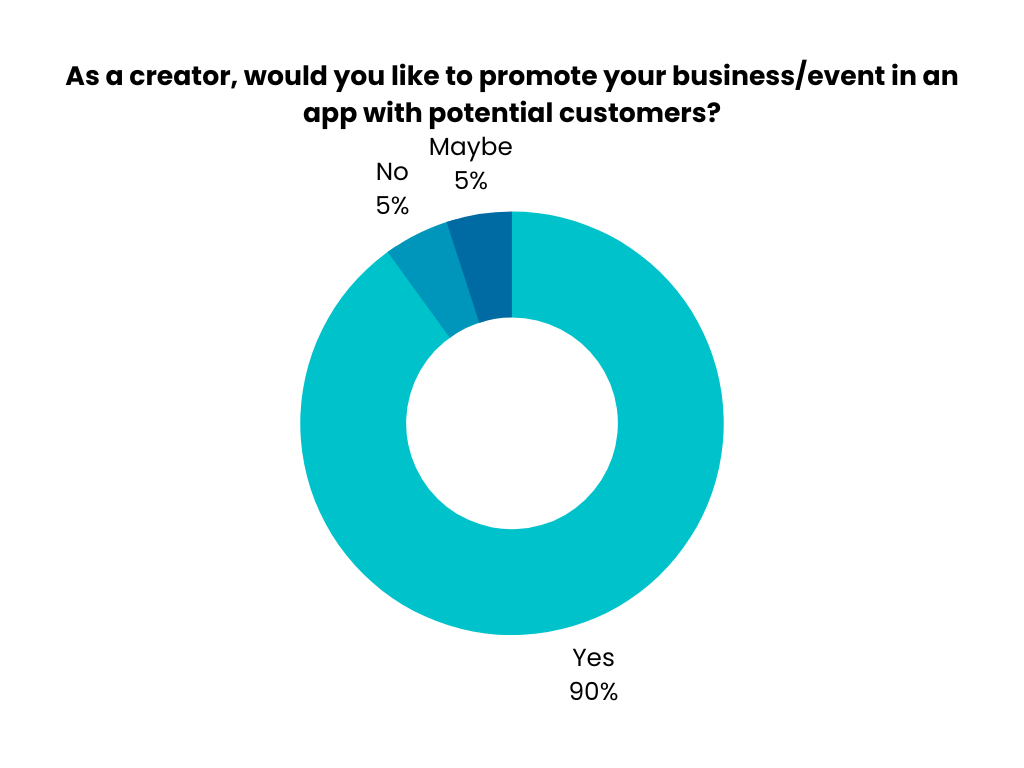 As a creator, would you like to promote your business/event in an
app with potential customers?
Maybe
5%
No
5%
Yes
90%